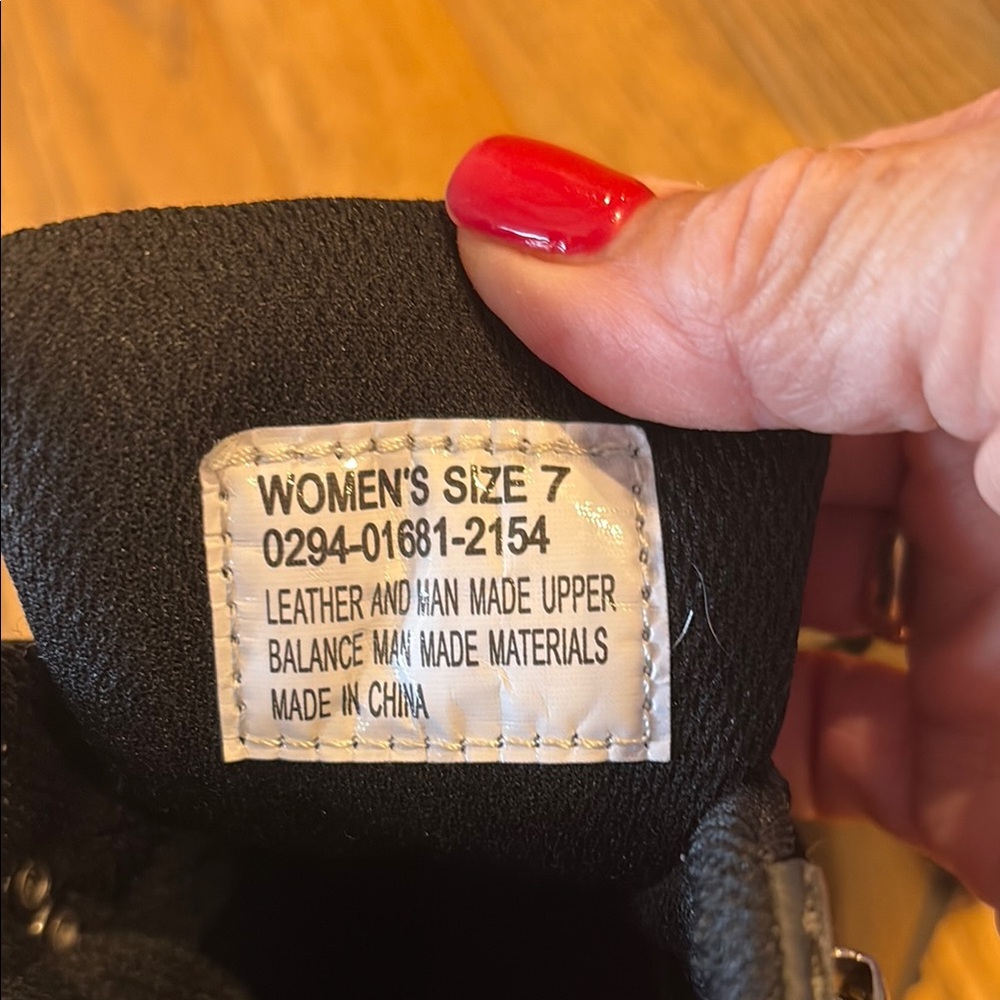 WOMEN'S SIZE 7
0294-01681-2154
LEATHER AND MAN MADE UPPER
BALANCE MAN MADE MATERIALS
MADE IN CHINA